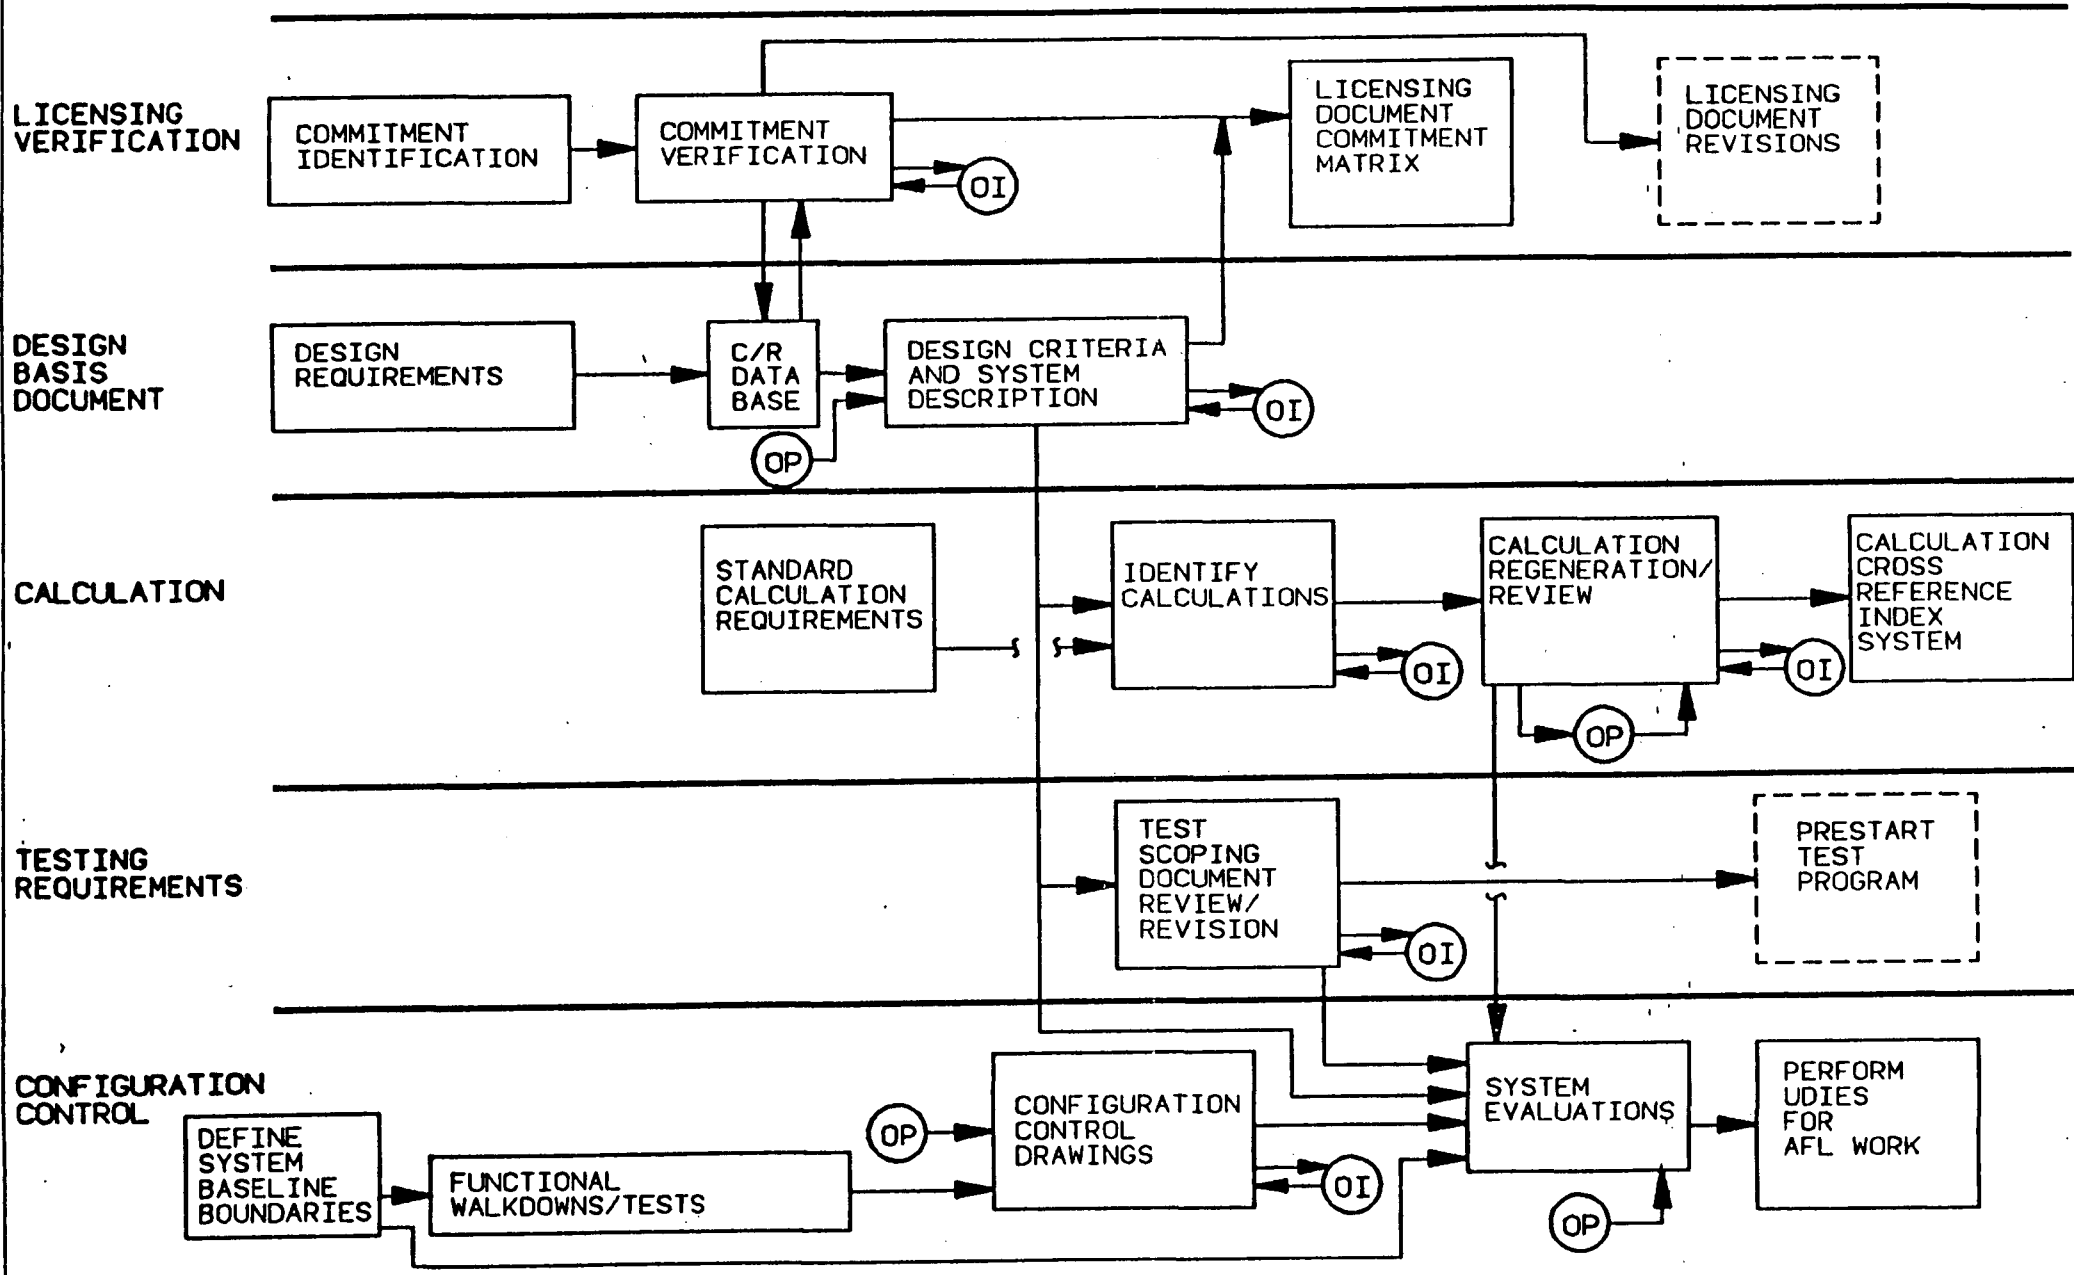 LICENSING
VERIFICATION
COMMITMENT
IDENTIFICATION
COMMITMENT
VERIFICATION
OI
LICENSING
DOCUMENT
COMMITMENT
MATRIX
LICENSING
DOCUMENT
REVISIONS
DESIGN
BASIS
DOCUMENT
DESIGN
REQUIREMENTS
C/R
DATA
BASE
OP
DESIGN CRITERIA
AND SYSTEM
DESCRIPTION
OI
CALCULATION
STANDARD
CALCULATION
REQUIREMENTS
IDENTIFY
CALCULATIONS
OI
CALCULATION
REGENERATION/
REVIEW
OI
OP
CALCULATION
CROSS
REFERENCE
INDEX
SYSTEM
TESTING
REQUIREMENTS
TEST
SCOPING
DOCUMENT
REVIEW/
REVISION
OI
PRESTART
TEST
PROGRAM
CONFIGURATION
CONTROL
DEFINE
SYSTEM
BASELINE
BOUNDARIES
FUNCTIONAL
WALKDOWNS/TESTS
OP
CONFIGURATION
CONTROL
DRAWINGS
OI
SYSTEM
EVALUATIONS
OP
PERFORM
UDIES
FOR
AFL WORK